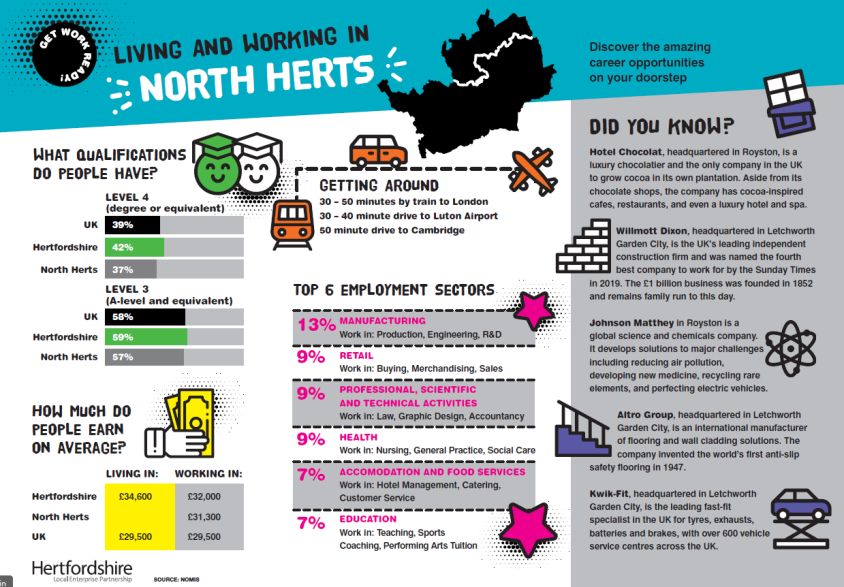 GET WORK READY!
LIVING AND WORKING IN
NORTH HERTS
Discover the amazing
career opportunities
on your doorstep
WHAT QUALIFICATIONS
DO PEOPLE HAVE?
LEVEL 4
(degree or equivalent)
UK 39%
Hertfordshire 42%
North Herts 37%
LEVEL 3
(A-level and equivalent)
UK 58%
Hertfordshire 59%
North Herts 57%
HOW MUCH DO
PEOPLE EARN
ON AVERAGE?
LIVING IN: WORKING IN:
Hertfordshire £34,600 £32,000
North Herts £31,300
UK £29,500 £29,500
Hertfordshire
Local Enterprise Partnership
SOURCE: NOMIS
in
GETTING AROUND
30 – 50 minutes by train to London
30 – 40 minute drive to Luton Airport
50 minute drive to Cambridge
TOP 6 EMPLOYMENT SECTORS
13% MANUFACTURING
Work in: Production, Engineering, R&D
9% RETAIL
Work in: Buying, Merchandising, Sales
9% PROFESSIONAL, SCIENTIFIC
AND TECHNICAL ACTIVITIES
Work in: Law, Graphic Design, Accountancy
9% HEALTH
Work in: Nursing, General Practice, Social Care
7% ACCOMODATION AND FOOD SERVICES
Work in: Hotel Management, Catering,
Customer Service
7% EDUCATION
Work in: Teaching, Sports
Coaching, Performing Arts Tuition
DID YOU KNOW?
Hotel Chocolat, headquartered in Royston, is a
luxury chocolatier and the only company in the UK
to grow cocoa in its own plantation. Aside from its
chocolate shops, the company has cocoa-inspired
cafes, restaurants, and even a luxury hotel and spa.
Willmott Dixon, headquartered in Letchworth
Garden City, is the UK's leading independent
construction firm and was named the fourth
best company to work for by the Sunday Times
in 2019. The £1 billion business was founded in 1852
and remains family run to this day.
Johnson Matthey in Royston is a
global science and chemicals company.
It develops solutions to major challenges
including reducing air pollution,
developing new medicine, recycling rare
elements, and perfecting electric vehicles.
Altro Group, headquartered in Letchworth
Garden City, is an international manufacturer
of flooring and wall cladding solutions. The
company invented the world's first anti-slip
safety flooring in 1947.
Kwik-Fit, headquartered in Letchworth
Garden City, is the leading fast-fit
specialist in the UK for tyres, exhausts,
batteries and brakes, with over 600 vehicle
service centres across the UK.